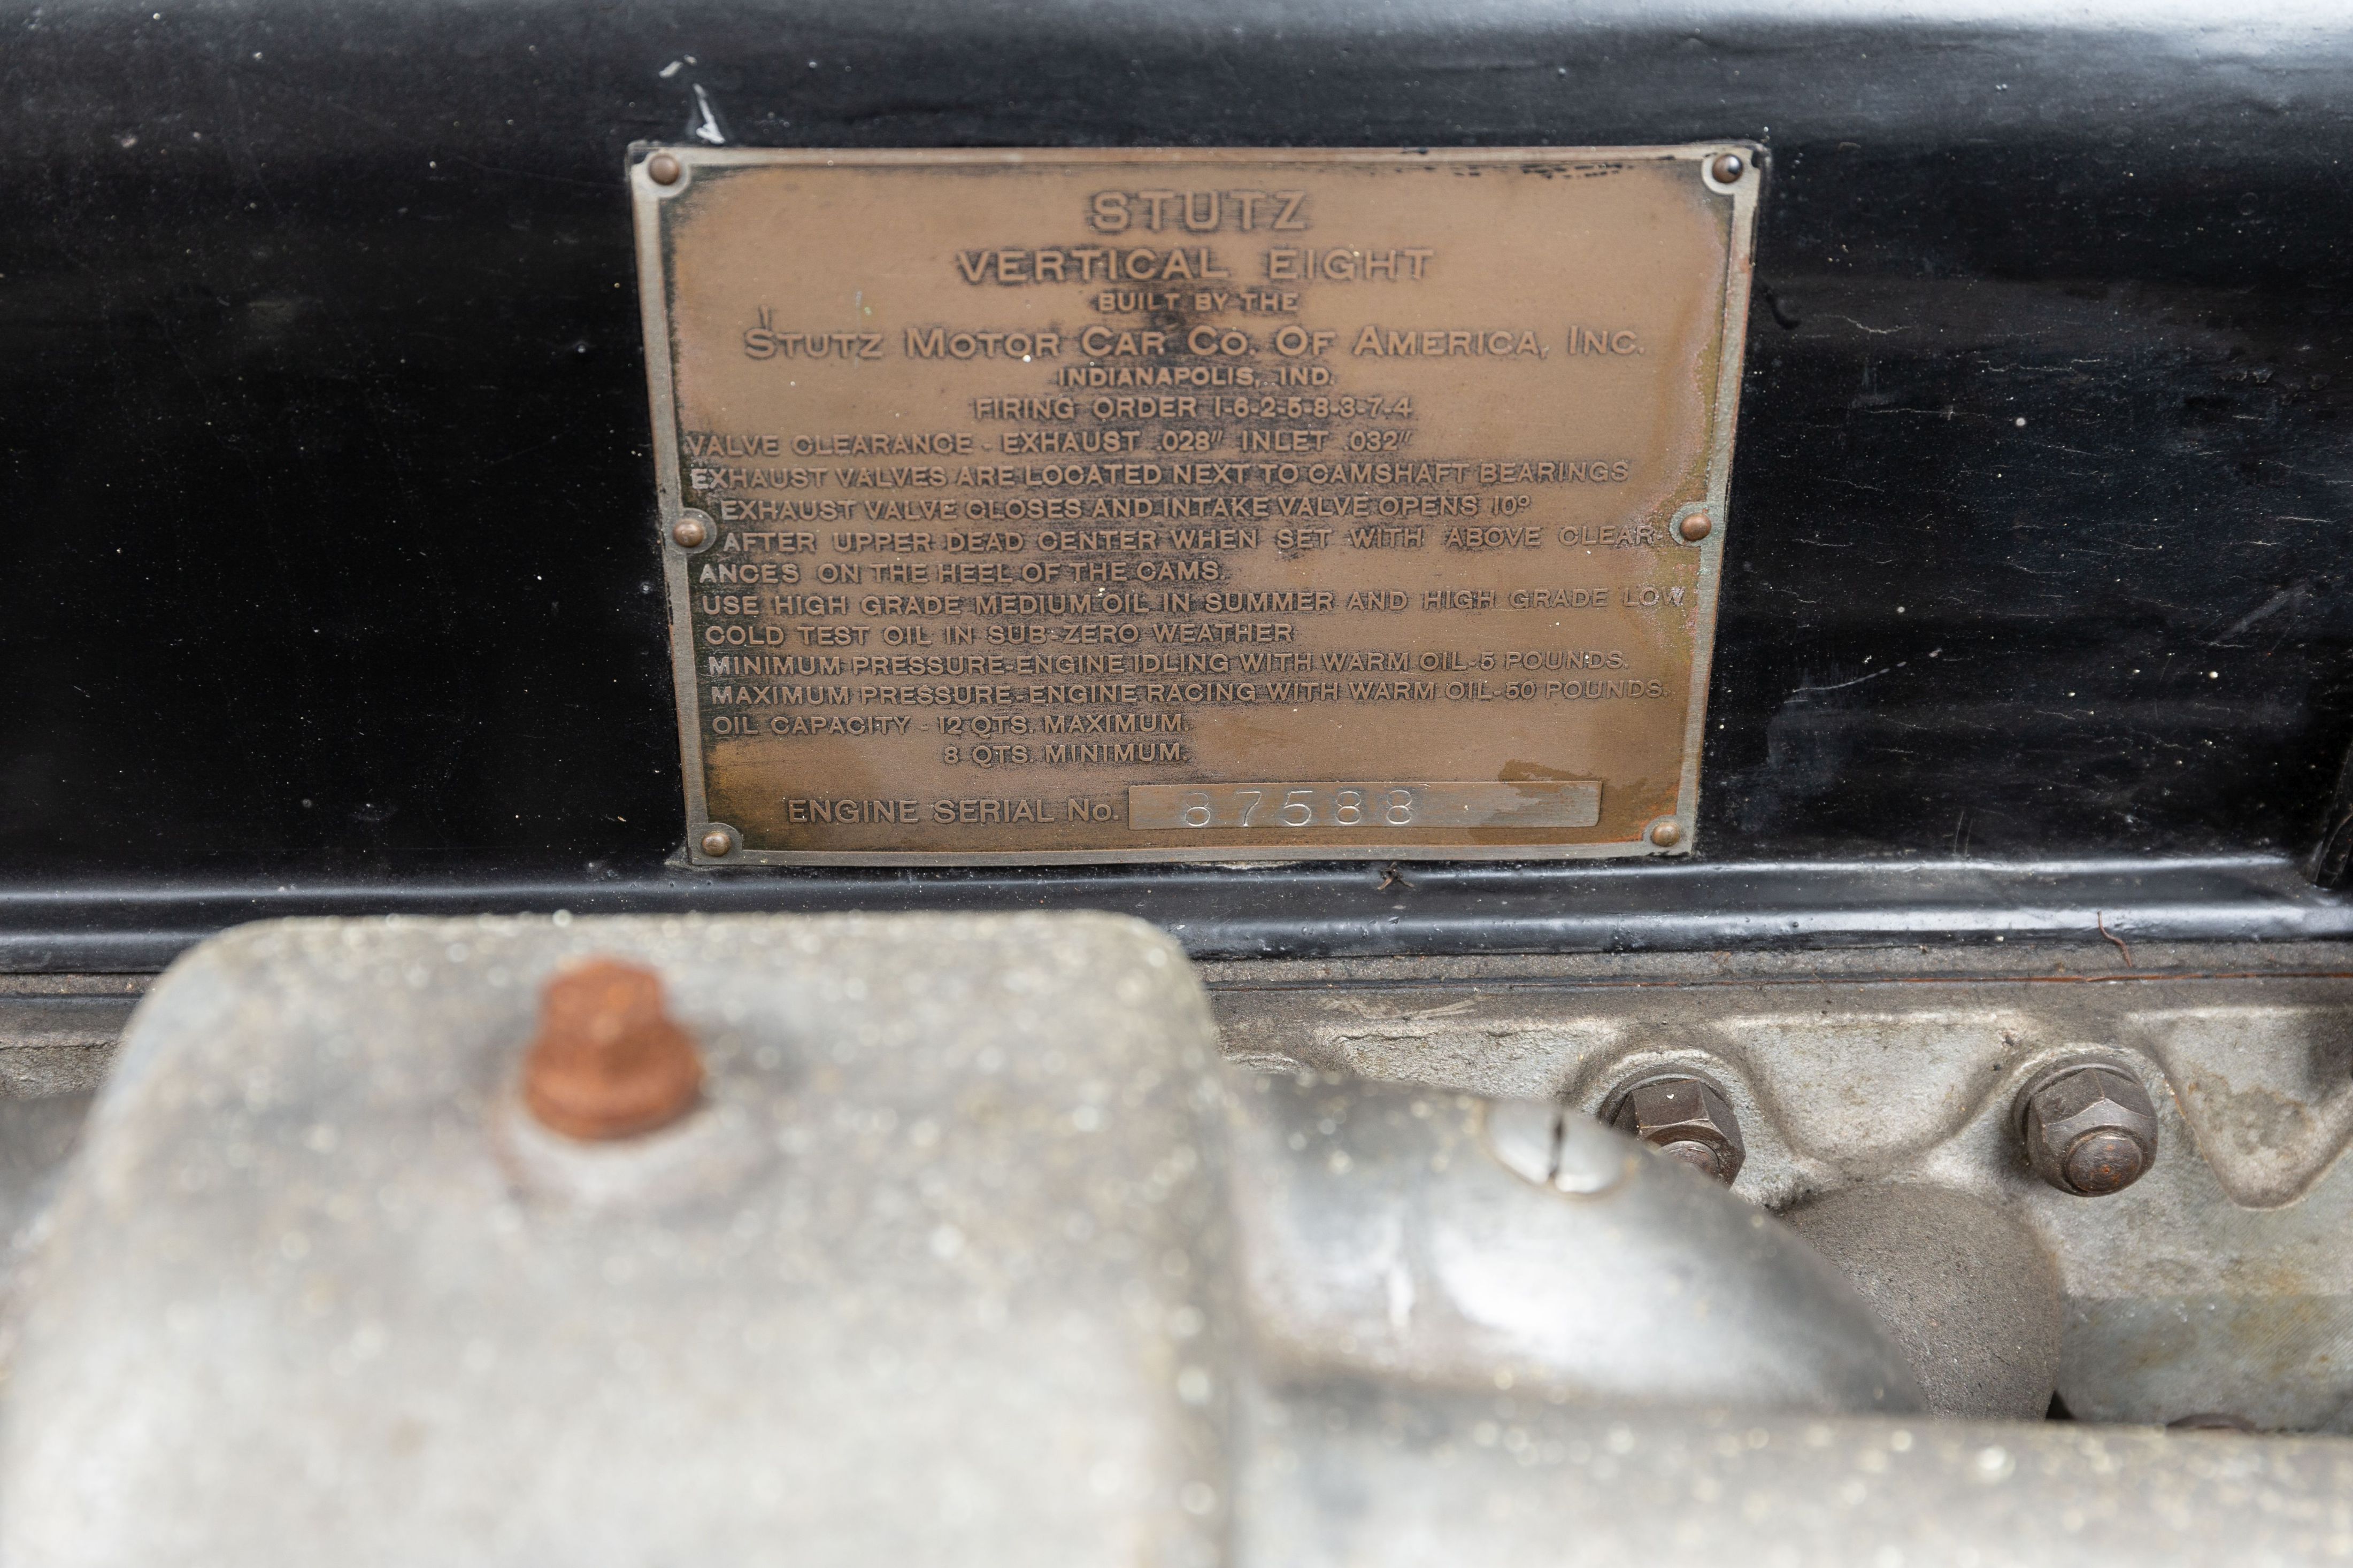 STUTZ
VERTICAL EIGHT
BUILT BY THE
STUTZ MOTOR CAR CO. OF AMERICA, INC.
INDIANAPOLIS, IND.
FIRING ORDER 1-6-2-5-8-3-7-4
VALVE CLEARANCE - EXHAUST .028" INLET .032"
EXHAUST VALVES ARE LOCATED NEXT TO CAMSHAFT BEARINGS
EXHAUST VALVE CLOSES AND INTAKE VALVE OPENS 10°
AFTER UPPER DEAD CENTER WHEN SET WITH ABOVE CLEAR-
ANCES ON THE HEEL OF THE CAMS
USE HIGH GRADE MEDIUM OIL IN SUMMER AND HIGH GRADE LOW
COLD TEST OIL IN SUB-ZERO WEATHER
MINIMUM PRESSURE-ENGINE IDLING WITH WARM OIL-5 POUNDS.
MAXIMUM PRESSURE-ENGINE RACING WITH WARM OIL-50 POUNDS.
OIL CAPACITY - 12 QTS. MAXIMUM.
8 QTS. MINIMUM.
ENGINE SERIAL No. 87588